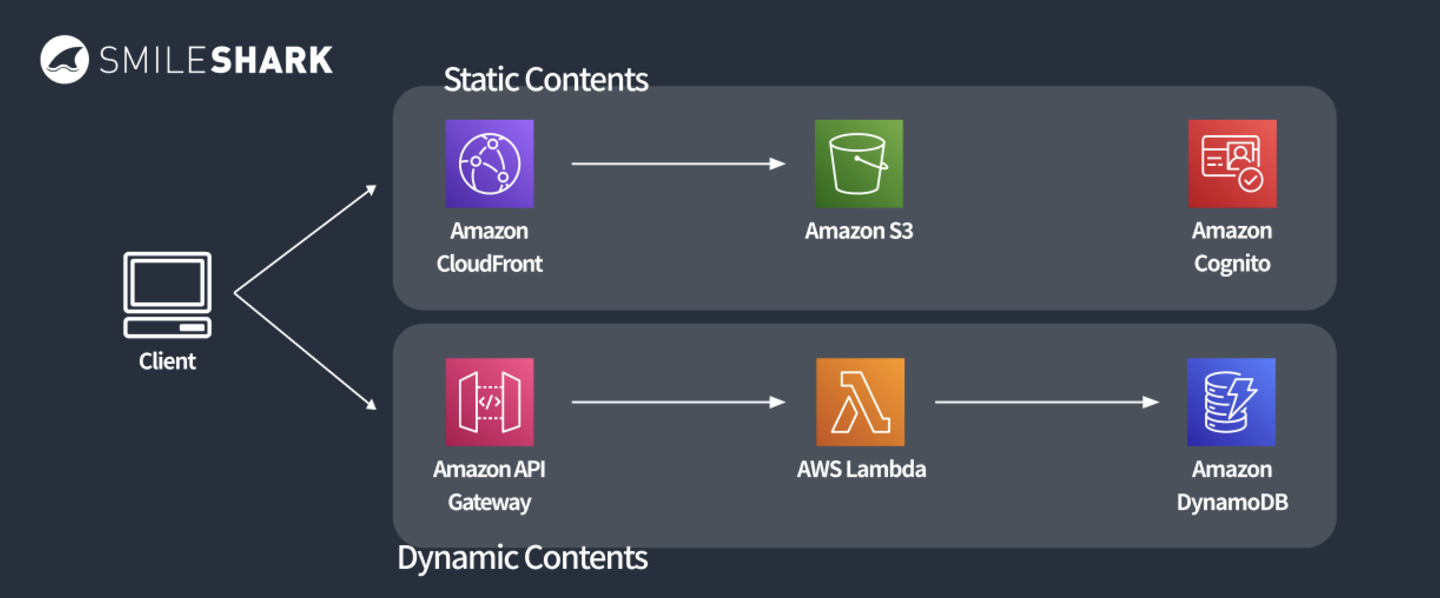 SMILESHARK
Static Contents
Amazon
CloudFront
Amazon S3
Amazon
Cognito
Client
Amazon API
Gateway
AWS Lambda
Amazon
DynamoDB
Dynamic Contents